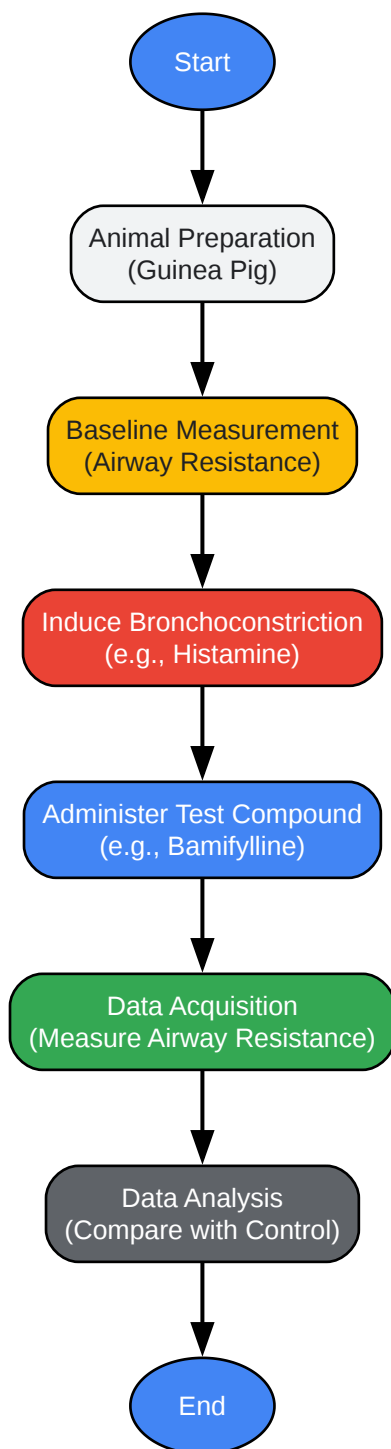 Start
Animal Preparation
(Guinea Pig)
Baseline Measurement
(Airway Resistance)
Induce Bronchoconstriction
(e.g., Histamine)
Administer Test Compound
(e.g., Bamifylline)
Data Acquisition
(Measure Airway Resistance)
Data Analysis
(Compare with Control)
End